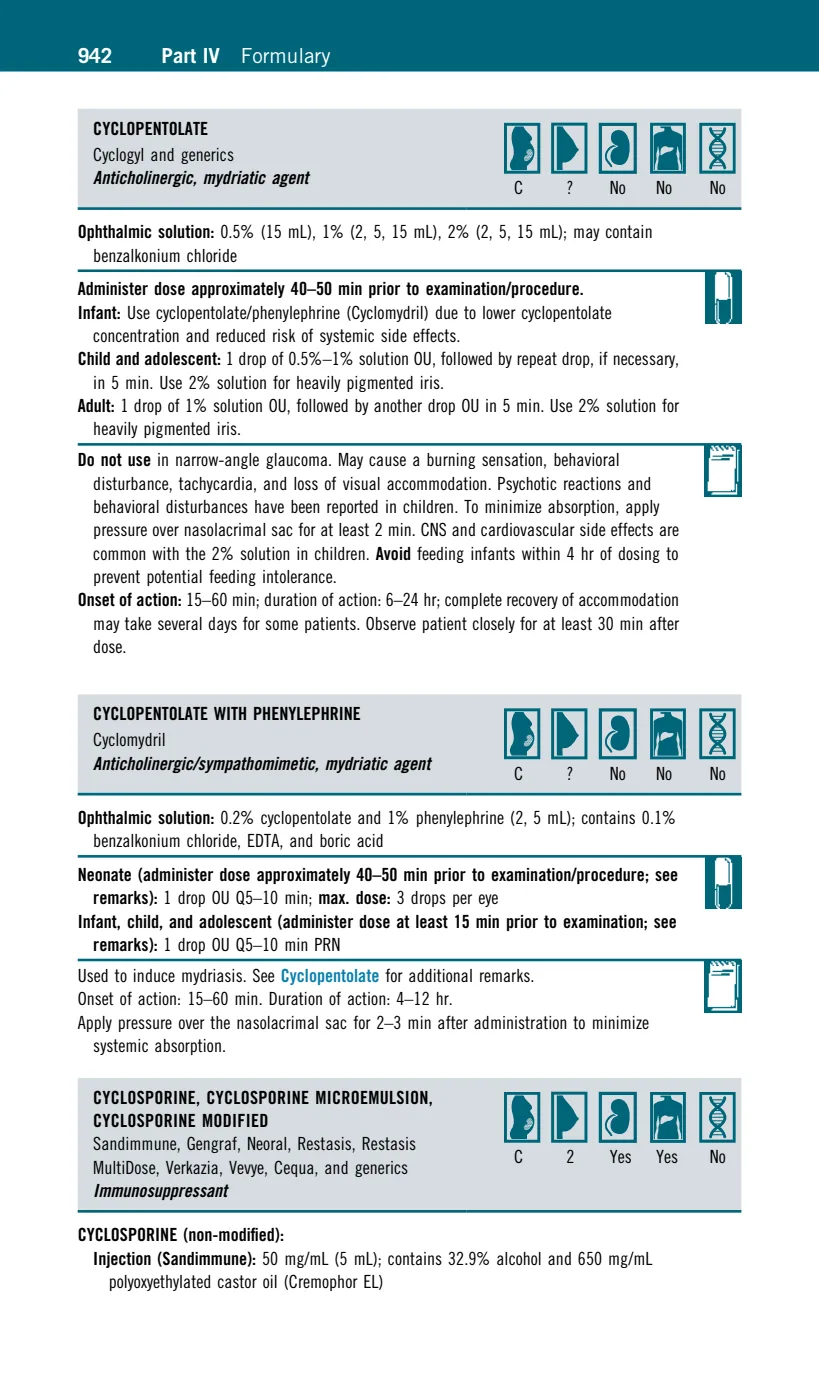 942 Part IV Formulary
CYCLOPENTOLATE
Cyclogyl and generics
Anticholinergic, mydriatic agent
C ? No No No
Ophthalmic solution: 0.5% (15 mL), 1% (2, 5, 15 mL), 2% (2, 5, 15 mL); may contain
benzalkonium chloride
Administer dose approximately 40–50 min prior to examination/procedure.
Infant: Use cyclopentolate/phenylephrine (Cyclomydril) due to lower cyclopentolate
concentration and reduced risk of systemic side effects.
Child and adolescent: 1 drop of 0.5%–1% solution OU, followed by repeat drop, if necessary,
in 5 min. Use 2% solution for heavily pigmented iris.
Adult: 1 drop of 1% solution OU, followed by another drop OU in 5 min. Use 2% solution for
heavily pigmented iris.
Do not use in narrow-angle glaucoma. May cause a burning sensation, behavioral
disturbance, tachycardia, and loss of visual accommodation. Psychotic reactions and
behavioral disturbances have been reported in children. To minimize absorption, apply
pressure over nasolacrimal sac for at least 2 min. CNS and cardiovascular side effects are
common with the 2% solution in children. Avoid feeding infants within 4 hr of dosing to
prevent potential feeding intolerance.
Onset of action: 15–60 min; duration of action: 6–24 hr; complete recovery of accommodation
may take several days for some patients. Observe patient closely for at least 30 min after
dose.
CYCLOPENTOLATE WITH PHENYLEPHRINE
Cyclomydril
Anticholinergic/sympathomimetic, mydriatic agent
C ? No No No
Ophthalmic solution: 0.2% cyclopentolate and 1% phenylephrine (2, 5 mL); contains 0.1%
benzalkonium chloride, EDTA, and boric acid
Neonate (administer dose approximately 40–50 min prior to examination/procedure; see
remarks): 1 drop OU Q5–10 min; max. dose: 3 drops per eye
Infant, child, and adolescent (administer dose at least 15 min prior to examination; see
remarks): 1 drop OU Q5–10 min PRN
Used to induce mydriasis. See Cyclopentolate for additional remarks.
Onset of action: 15–60 min. Duration of action: 4–12 hr.
Apply pressure over the nasolacrimal sac for 2–3 min after administration to minimize
systemic absorption.
CYCLOSPORINE, CYCLOSPORINE MICROEMULSION,
CYCLOSPORINE MODIFIED
Sandimmune, Gengraf, Neoral, Restasis, Restasis
MultiDose, Verkazia, Vevye, Cequa, and generics
Immunosuppressant
C 2 Yes Yes No
CYCLOSPORINE (non-modified):
Injection (Sandimmune): 50 mg/mL (5 mL); contains 32.9% alcohol and 650 mg/mL
polyoxyethylated castor oil (Cremophor EL)